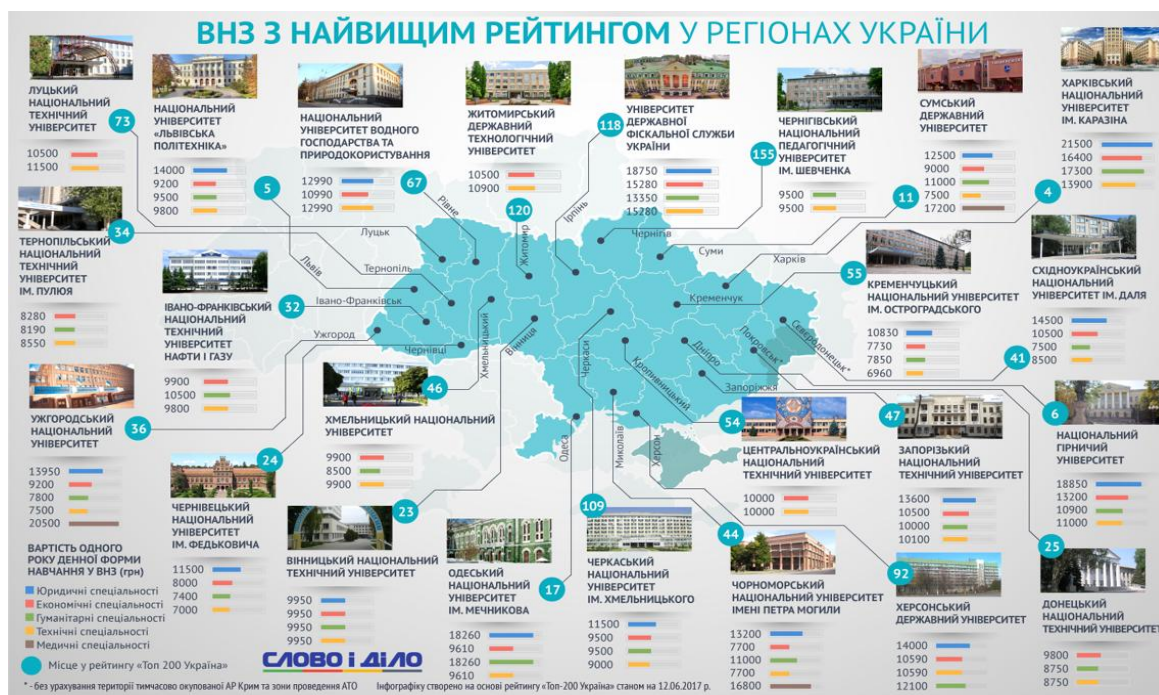 ВНЗ З НАЙВИЩИМ РЕЙТИНГОМ У РЕГІОНАХ УКРАЇНИ
ЛУЦЬКИЙ
НАЦІОНАЛЬНИЙ
ТЕХНІЧНИЙ
УНІВЕРСИТЕТ
73
10500
11500
НАЦІОНАЛЬНИЙ
УНІВЕРСИТЕТ
«ЛЬВІВСЬКА
ПОЛІТЕХНІКА»
14000
9200
9500
9800
5
НАЦІОНАЛЬНИЙ
УНІВЕРСИТЕТ ВОДНОГО
ГОСПОДАРСТВА ТА
ПРИРОДОКОРИСТУВАННЯ
12990
10990
12990
67
ЖИТОМИРСЬКИЙ
ДЕРЖАВНИЙ
ТЕХНОЛОГІЧНИЙ
УНІВЕРСИТЕТ
10500
10900
120
УНІВЕРСИТЕТ
ДЕРЖАВНОЇ
ФІСКАЛЬНОЇ СЛУЖБИ
УКРАЇНИ
118
18750
15280
13350
15280
ЧЕРНІГІВСЬКИЙ
НАЦІОНАЛЬНИЙ
ПЕДАГОГІЧНИЙ
УНІВЕРСИТЕТ
ІМ. ШЕВЧЕНКА
155
9500
9500
СУМСЬКИЙ
ДЕРЖАВНИЙ
УНІВЕРСИТЕТ
12500
9000
11000
7500
17200
11
ХАРКІВСЬКИЙ
НАЦІОНАЛЬНИЙ
УНІВЕРСИТЕТ
ІМ. КАРАЗІНА
21500
16400
17300
13900
4
ТЕРНОПІЛЬСЬКИЙ
НАЦІОНАЛЬНИЙ
ТЕХНІЧНИЙ
УНІВЕРСИТЕТ
ІМ. ПУЛЮЯ
34
8280
8190
8550
ІВАНО-ФРАНКІВСЬКИЙ
НАЦІОНАЛЬНИЙ
ТЕХНІЧНИЙ
УНІВЕРСИТЕТ
НАФТИ І ГАЗУ
32
9900
10500
9800
Луцьк
Рівне
Житомир
Ірпінь
Чернігів
Суми
Харків
Львів
Тернопіль
Івано-Франківськ
Ужгород
Чернівці
Хмельницький
Вінниця
Черкаси
Кременчук
Кропивницький
Дніпро
Покровськ*
Сєвєродонецьк*
Запоріжжя
Одеса
Миколаїв
Херсон
КРЕМЕНЧУЦЬКИЙ
НАЦІОНАЛЬНИЙ УНІВЕРСИТЕТ
ІМ. ОСТРОГРАДСЬКОГО
55
10830
7730
7850
6960
СХІДНОУКРАЇНСЬКИЙ
НАЦІОНАЛЬНИЙ
УНІВЕРСИТЕТ ІМ. ДАЛЯ
14500
10500
7500
8500
41
УЖГОРОДСЬКИЙ
НАЦІОНАЛЬНИЙ
УНІВЕРСИТЕТ
36
13950
9200
7800
7500
20500
ЧЕРНІВЕЦЬКИЙ
НАЦІОНАЛЬНИЙ
УНІВЕРСИТЕТ
ІМ. ФЕДЬКОВИЧА
24
11500
8000
7400
7000
ХМЕЛЬНИЦЬКИЙ НАЦІОНАЛЬНИЙ
УНІВЕРСИТЕТ
46
9900
8500
9900
ВІННИЦЬКИЙ НАЦІОНАЛЬНИЙ
ТЕХНІЧНИЙ УНІВЕРСИТЕТ
23
9950
9950
9950
9950
ОДЕСЬКИЙ
НАЦІОНАЛЬНИЙ
УНІВЕРСИТЕТ
ІМ. МЕЧНИКОВА
17
18260
9610
18260
9610
ЧЕРКАСЬКИЙ
НАЦІОНАЛЬНИЙ
УНІВЕРСИТЕТ
ІМ. ХМЕЛЬНИЦЬКОГО
109
11500
9500
9500
9000
ЧОРНОМОРСЬКИЙ
НАЦІОНАЛЬНИЙ УНІВЕРСИТЕТ
ІМЕНІ ПЕТРА МОГИЛИ
44
13200
7700
11000
7700
16800
ЦЕНТРАЛЬНОУКРАЇНСЬКИЙ
НАЦІОНАЛЬНИЙ
ТЕХНІЧНИЙ УНІВЕРСИТЕТ
54
10000
10000
ЗАПОРІЗЬКИЙ
НАЦІОНАЛЬНИЙ
ТЕХНІЧНИЙ УНІВЕРСИТЕТ
47
13600
10500
10000
10100
НАЦІОНАЛЬНИЙ
ГІРНИЧИЙ УНІВЕРСИТЕТ
6
18850
13200
10900
11000
ХЕРСОНСЬКИЙ
ДЕРЖАВНИЙ УНІВЕРСИТЕТ
92
14000
10590
10590
12100
ДОНЕЦЬКИЙ
НАЦІОНАЛЬНИЙ
ТЕХНІЧНИЙ УНІВЕРСИТЕТ
25
9800
8750
8750
ВАРТІСТЬ ОДНОГО
РОКУ ДЕННОЇ ФОРМИ
НАВЧАННЯ У ВНЗ (грн)
Юридичні спеціальності
Економічні спеціальності
Гуманітарні спеціальності
Технічні спеціальності
Медичні спеціальності
Місце у рейтингу «Топ 200 Україна»
СЛОВО і ДІЛО
* - без урахування території тимчасово окупованої АР Крим та зони проведення АТО
Інфографіку створено на основі рейтингу «Топ-200 Україна» станом на 12.06.2017 р.